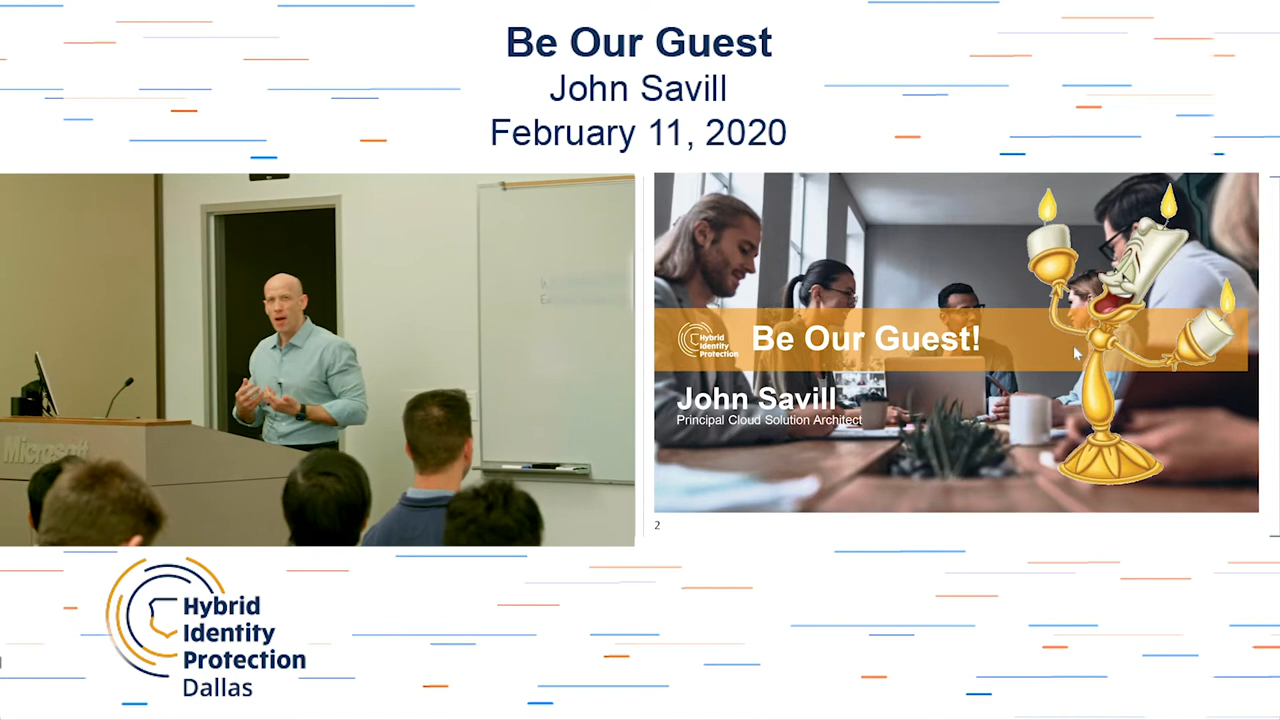 Be Our Guest
John Savill
February 11, 2020
Microsoft
Hybrid
Identity
Protection
Be Our Guest!
John Savill
Principal Cloud Solution Architect
2
Hybrid
Identity
Protection
Dallas